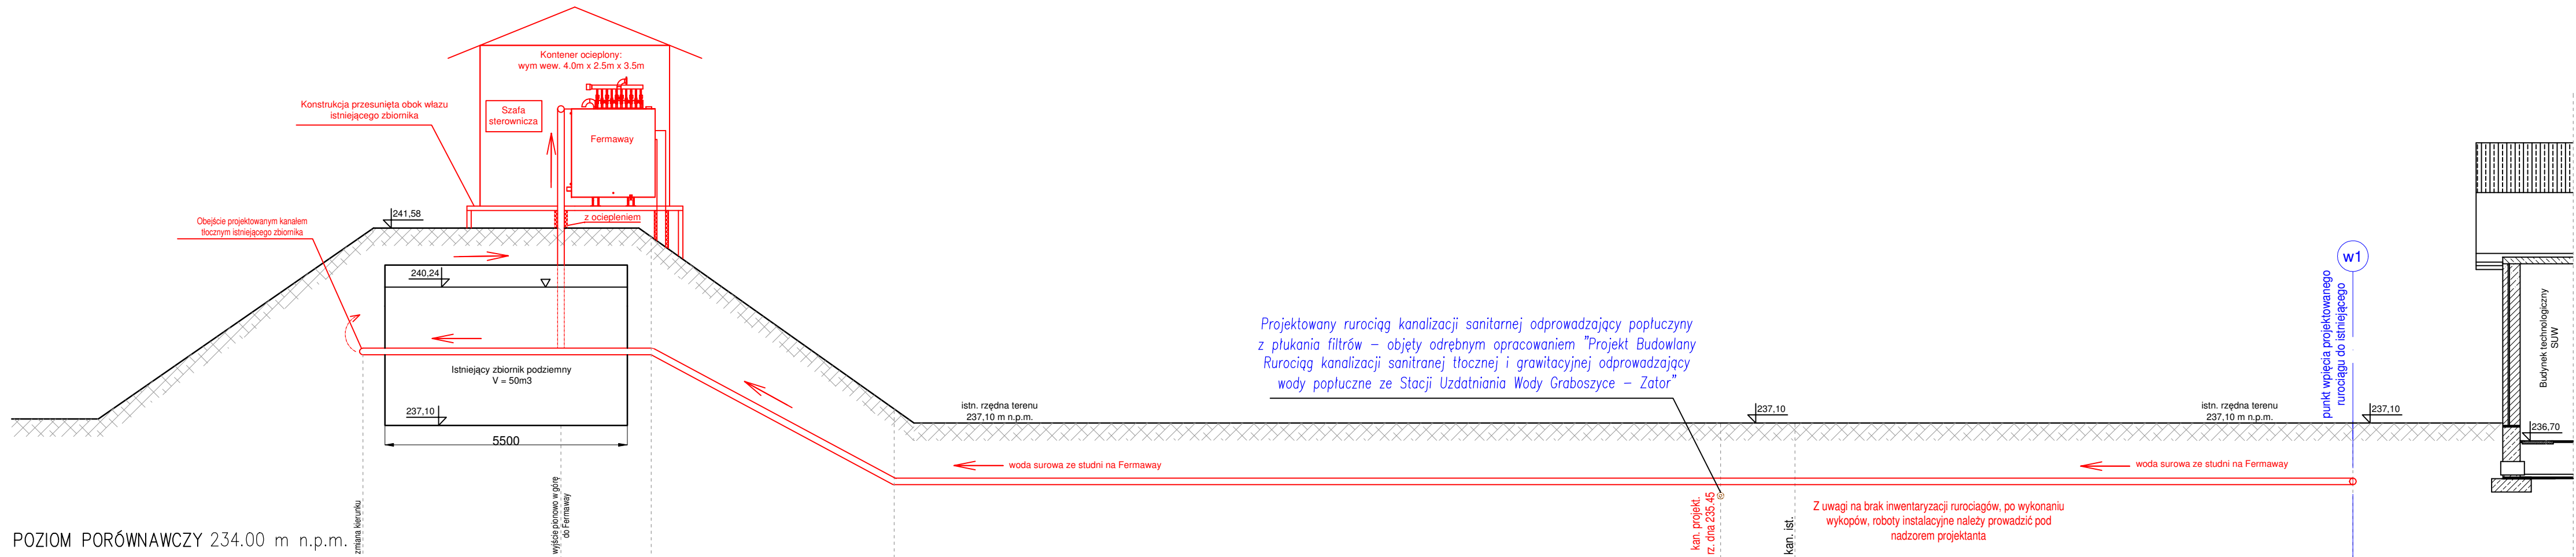 Kontener ocieplony:
wym wew. 4.0m x 2.5m x 3.5m
Konstrukcja przesunięta obok włazu
istniejącego zbiornika
Szafa
sterownicza
Fermaway
z ociepleniem
Obejście projektowanym kanałem
tłocznym istniejącego zbiornika
241,58
240,24
Istniejący zbiornik podziemny
V = 50m3
237,10
5500
zmiana kierunku
wyjście pionowo w górę
do Fermaway
POZIOM PORÓWNAWCZY 234.00 m n.p.m.
istn. rzędna terenu
237,10 m n.p.m.
woda surowa ze studni na Fermaway
Projektowany rurociąg kanalizacji sanitarnej odprowadzający popłuczyny
z płukania filtrów – objęty odrębnym opracowaniem "Projekt Budowlany
Rurociąg kanalizacji sanitranej tłocznej i grawitacyjnej odprowadzający
wody popłuczne ze Stacji Uzdatniania Wody Graboszyce – Zator"
237,10
kan. projekt.
rz. dna 235.45
kan. ist.
woda surowa ze studni na Fermaway
Z uwagi na brak inwentaryzacji rurociagów, po wykonaniu
wykopów, roboty instalacyjne należy prowadzić pod
nadzorem projektanta
istn. rzędna terenu
237,10 m n.p.m.
w1
punkt wpięcia projektowanego
rurociągu do istniejącego
237,10
Budynek technologiczny
SUW
236,70